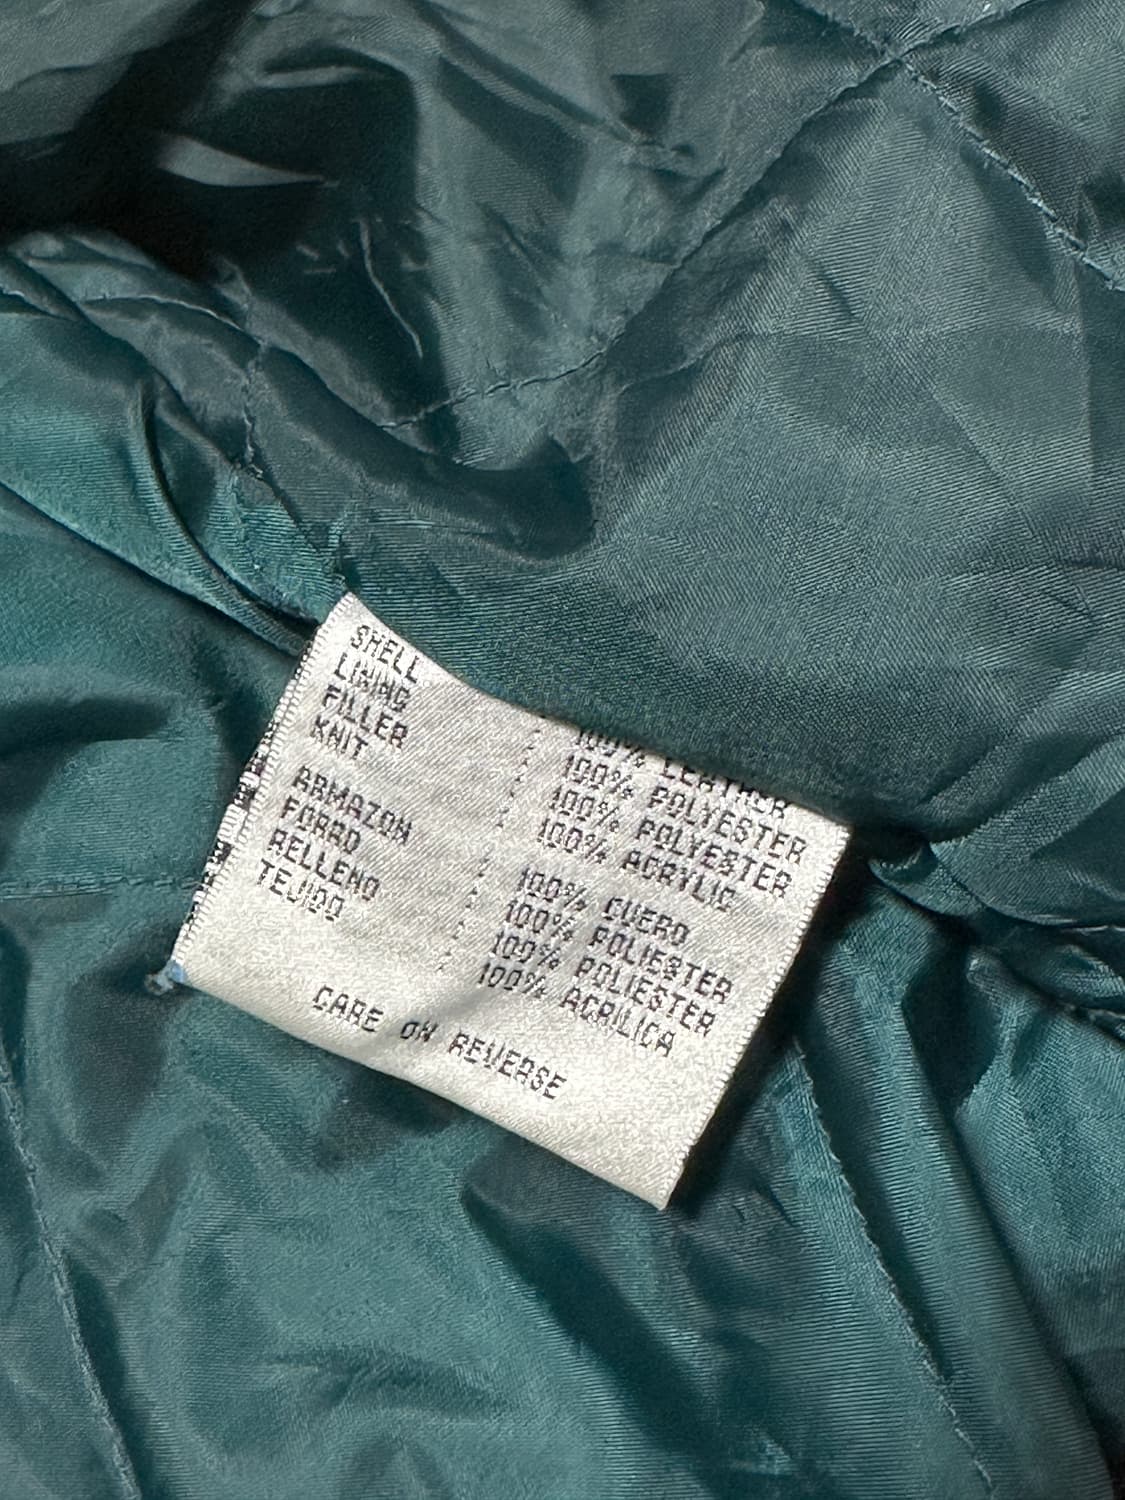 SHELL : 100% LEATHER
LINING : 100% POLYESTER
FILLER : 100% POLYESTER
KNIT : 100% ACRYLIC
ARMAZON : 100% CUERO
FORRO : 100% POLIESTER
RELLENO : 100% POLIESTER
TEJIDO : 100% ACRILICA
CARE ON REVERSE